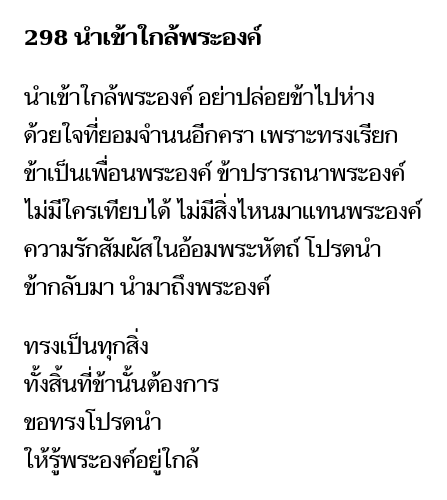 298 นำเข้าใกล้พระองค์
นำเข้าใกล้พระองค์ อย่าปล่อยข้าไปห่าง
ด้วยใจที่ยอมจำนนอีกครา เพราะทรงเรียก
ข้าเป็นเพื่อนพระองค์ ข้าปรารถนาพระองค์
ไม่มีใครเทียบได้ ไม่มีสิ่งไหนมาแทนพระองค์
ความรักสัมผัสในอ้อมพระหัตถ์ โปรดนำ
ข้ากลับมา นำมาถึงพระองค์
ทรงเป็นทุกสิ่ง
ทั้งสิ้นที่ข้านั้นต้องการ
ขอทรงโปรดนำ
ให้รู้พระองค์อยู่ใกล้